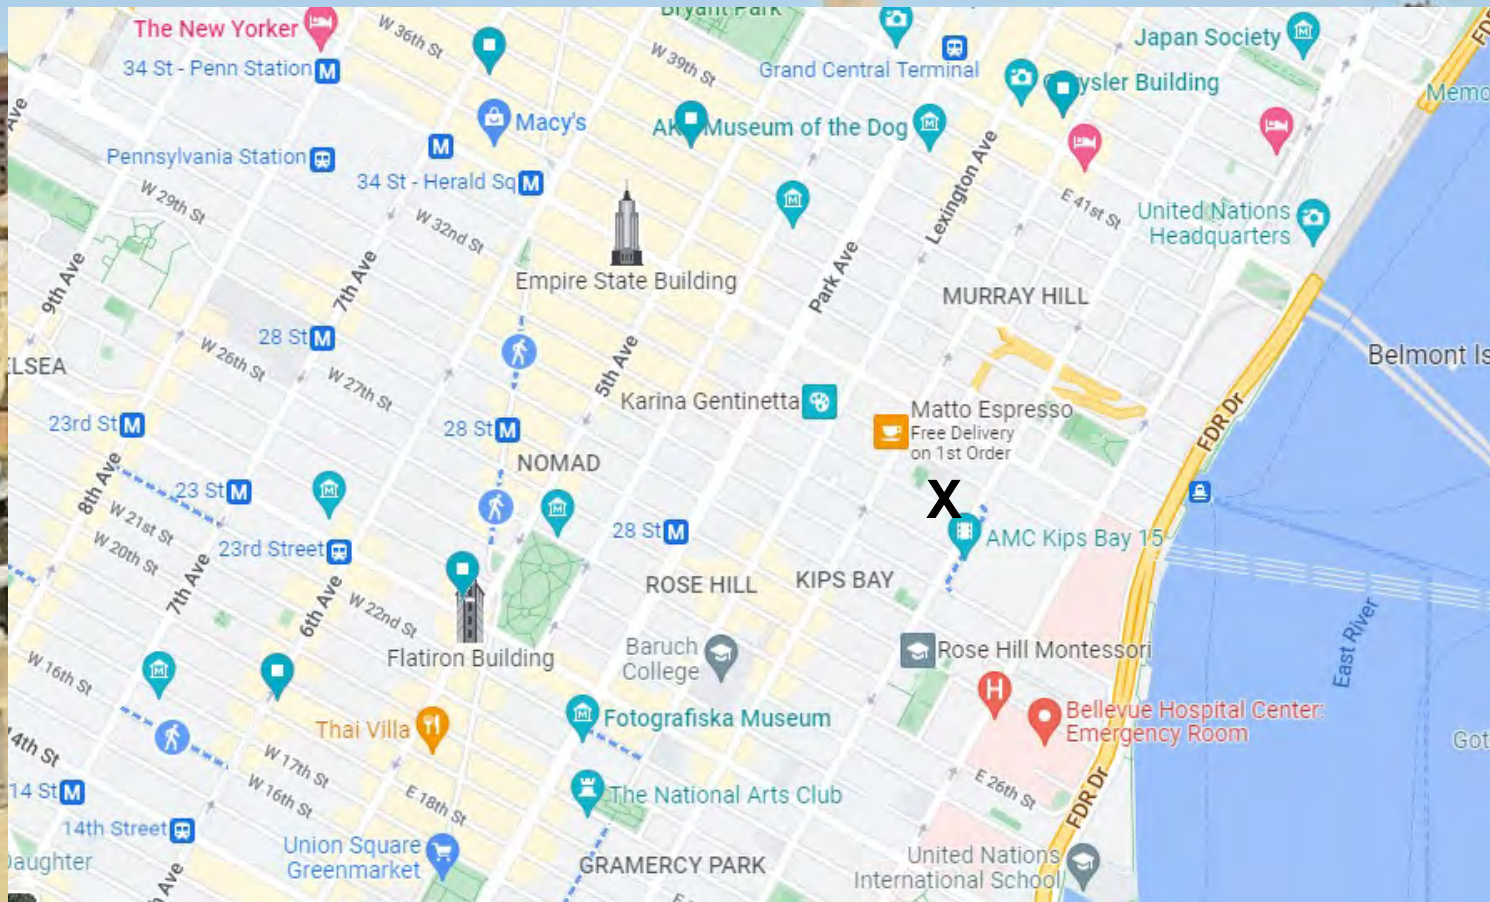 Bryant Park
The New Yorker
W 36th St
W 39th St
Japan Society
34 St - Penn Station
Grand Central Terminal
Chrysler Building
Ave
Macy's
Museum of the Dog
Pennsylvania Station
34 St - Herald Sq
Lexington Ave
W 29th St
W 32nd St
E 41st St
United Nations
Headquarters
Empire State Building
9th Ave
7th Ave
Park Ave
MURRAY HILL
28 St
W 26th St
W 27th St
5th Ave
Belmont Is
ELSEA
Karina Gentinetta
Matto Espresso
Free Delivery
on 1st Order
FDR Dr
23rd St
28 St
NOMAD
8th Ave
23 St
X
W 21st St
W 20th St
23rd Street
28 St
AMC Kips Bay 15
7th Ave
6th Ave
W 22nd St
ROSE HILL
KIPS BAY
East River
Flatiron Building
Baruch
College
Rose Hill Montessori
W 16th St
H
Thai Villa
Fotografiska Museum
Bellevue Hospital Center:
Emergency Room
Got
14th St
W 17th St
W 16th St
E 18th St
The National Arts Club
E 26th St
FDR Dr
14 St
14th Street
Daughter
Union Square
Greenmarket
GRAMERCY PARK
United Nations
International School
h Ave